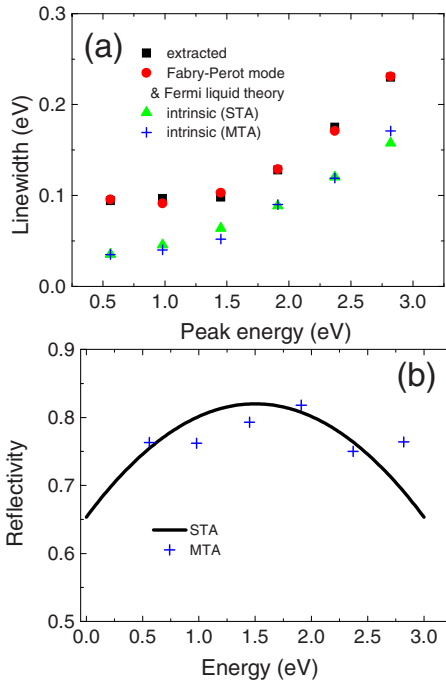 (a)
extracted
Fabry-Perot mode
& Fermi liquid theory
intrinsic (STA)
intrinsic (MTA)
Linewidth (eV)
0.3
0.2
0.1
0.0
0.5 1.0 1.5 2.0 2.5 3.0
Peak energy (eV)
(b)
Reflectivity
0.9
0.8
0.7
0.6
0.5
STA
MTA
0.0 0.5 1.0 1.5 2.0 2.5 3.0
Energy (eV)